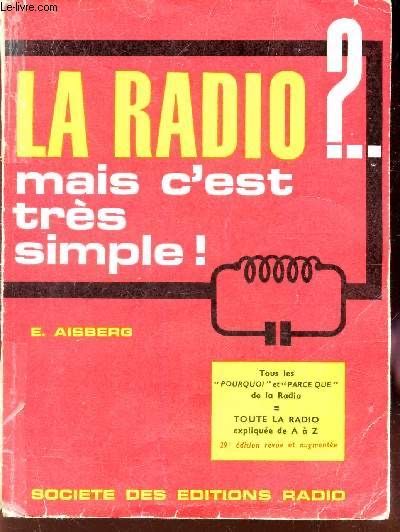 Le-livre.com
LA RADIO ?...
mais c'est
très
simple !
E. AISBERG
Tous les
"POURQUOI" et "PARCE QUE"
de la Radio
=
TOUTE LA RADIO
expliquée de A à Z
29e édition revue et augmentée
SOCIETE DES EDITIONS RADIO